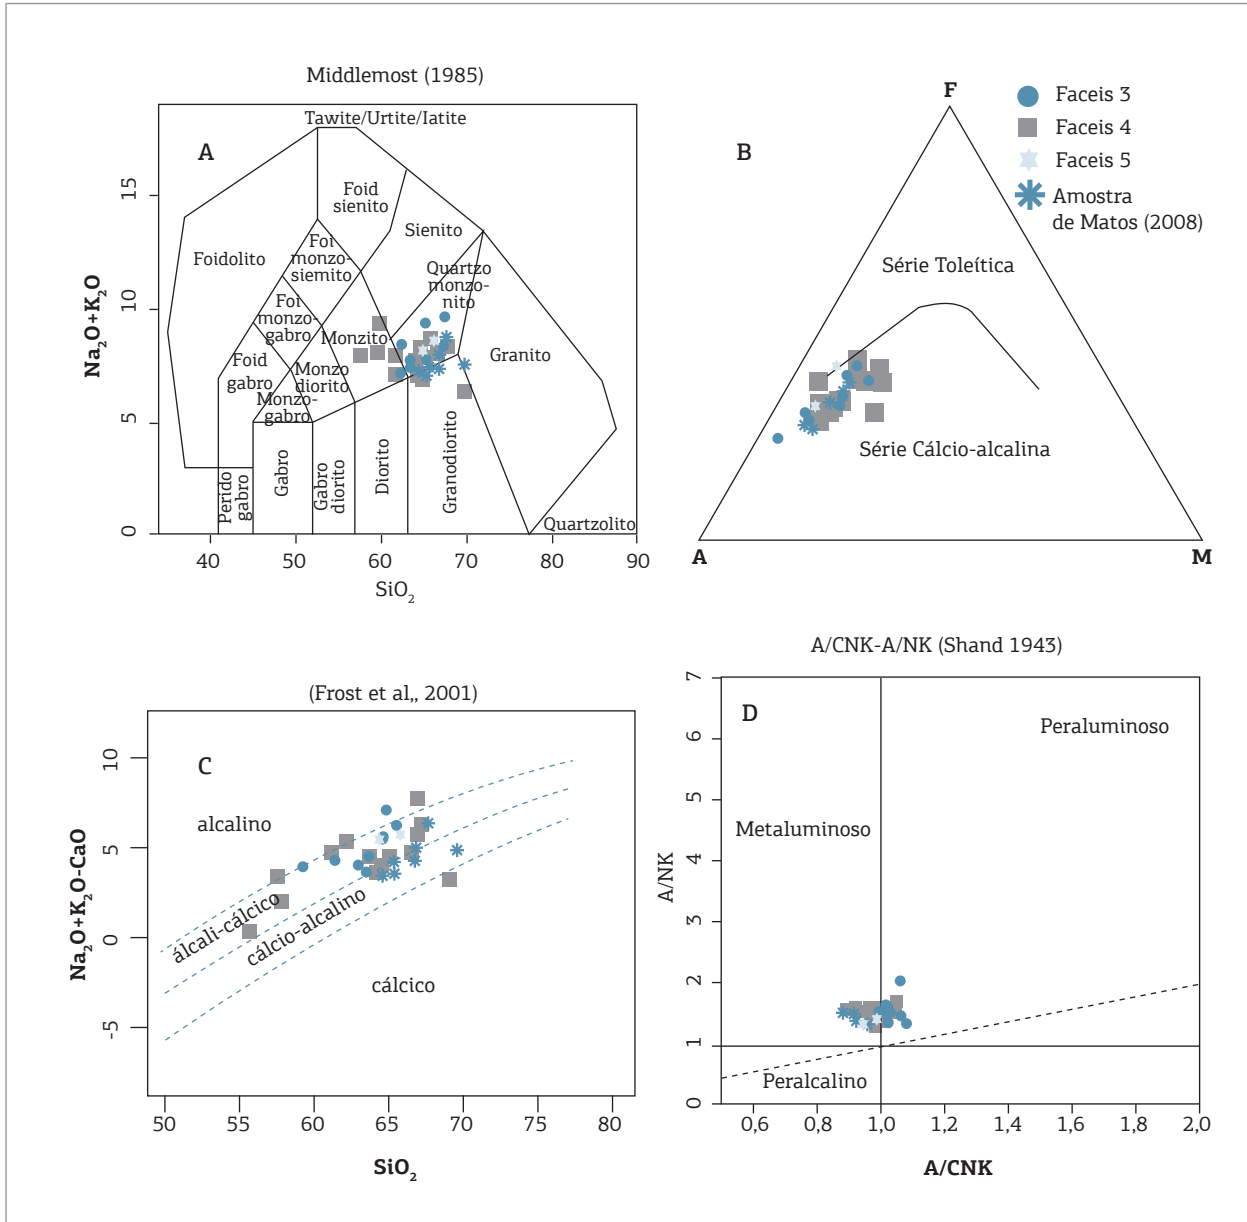 Middlemost (1985)
Tawite/Urtite/Iatite
A
Foid
sienito
Sienito
Foidolito
Foi
monzo-
siemito
Quartzo
monzo-
nito
Foi
monzo-
gabro
Monzito
Granito
Foid
gabro
Monzo
diorito
Monzo-
gabro
Perido
gabro
Gabro
Gabro
diorito
Diorito
Granodiorito
Quartzolito
Na2O+K2O
0
5
10
15
40 50 60 70 80 90
SiO2
B
F
Faceis 3
Faceis 4
Faceis 5
Amostra
de Matos (2008)
Série Toleítica
Série Cálcio-alcalina
A
M
(Frost et al,, 2001)
C
alcalino
álcali-cálcico
cálcio-alcalino
cálcico
Na2O+K2O-CaO
10
5
0
-5
50 55 60 65 70 75 80
SiO2
A/CNK-A/NK (Shand 1943)
D
Peraluminoso
Metaluminoso
Peralcalino
A/NK
7
6
5
4
3
2
1
0
0,6 0,8 1,0 1,2 1,4 1,6 1,8 2,0
A/CNK